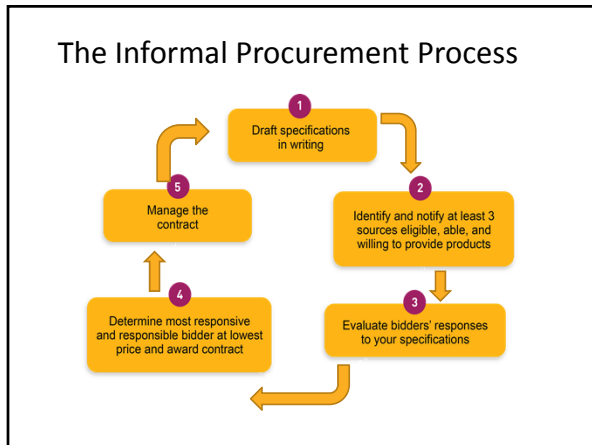 The Informal Procurement Process
1
Draft specifications
in writing
2
Identify and notify at least 3
sources eligible, able, and
willing to provide products
3
Evaluate bidders' responses
to your specifications
4
Determine most responsive
and responsible bidder at lowest
price and award contract
5
Manage the
contract